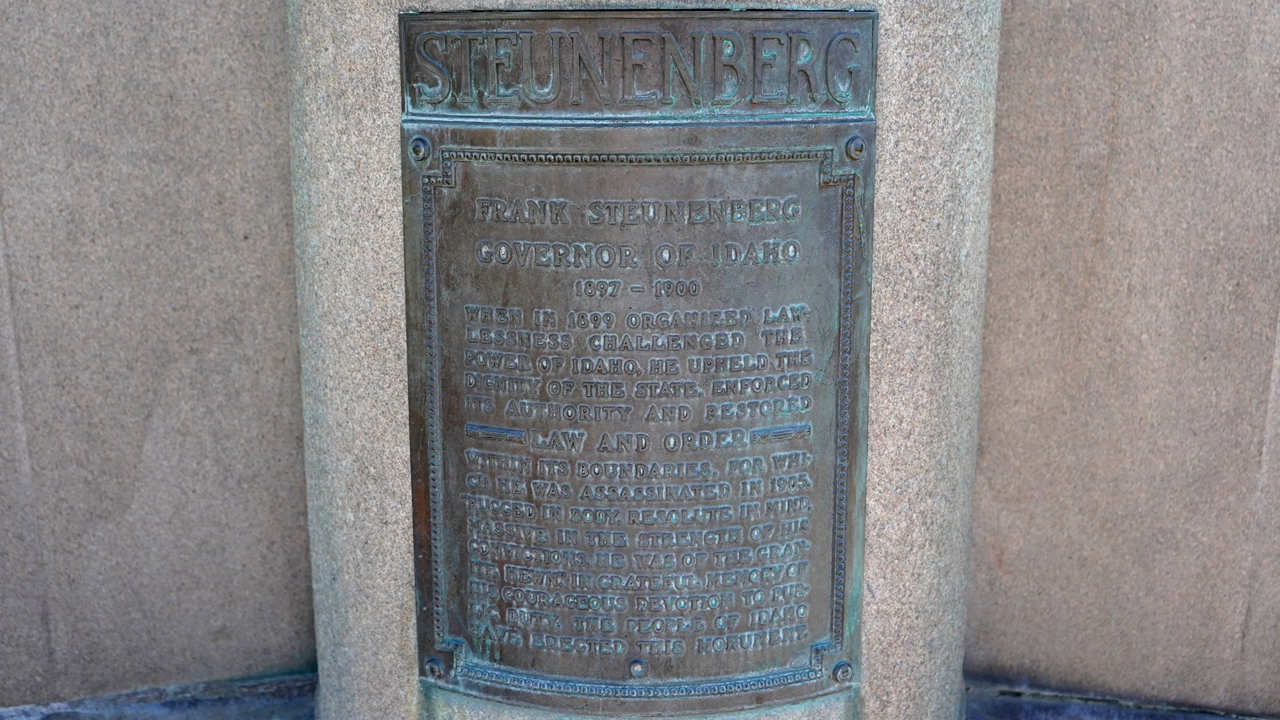 STEUNENBERG
FRANK STEUNENBERG
GOVERNOR OF IDAHO
1897 – 1900
WHEN IN 1899 ORGANIZED LAW-
LESSNESS CHALLENGED THE
POWER OF IDAHO, HE UPHELD THE
DIGNITY OF THE STATE, ENFORCED
ITS AUTHORITY AND RESTORED
LAW AND ORDER
WITHIN ITS BOUNDARIES, FOR WHI-
CH HE WAS ASSASSINATED IN 1905.
RUGGED IN BODY, RESOLUTE IN MIND,
MASSIVE IN THE STRENGTH OF HIS
CONVICTIONS, HE WAS OF THE GRAN-
ITE HEWN. IN GRATEFUL MEMORY OF
HIS COURAGEOUS DEVOTION TO PUB-
LIC DUTY, THE PEOPLE OF IDAHO
HAVE ERECTED THIS MONUMENT.